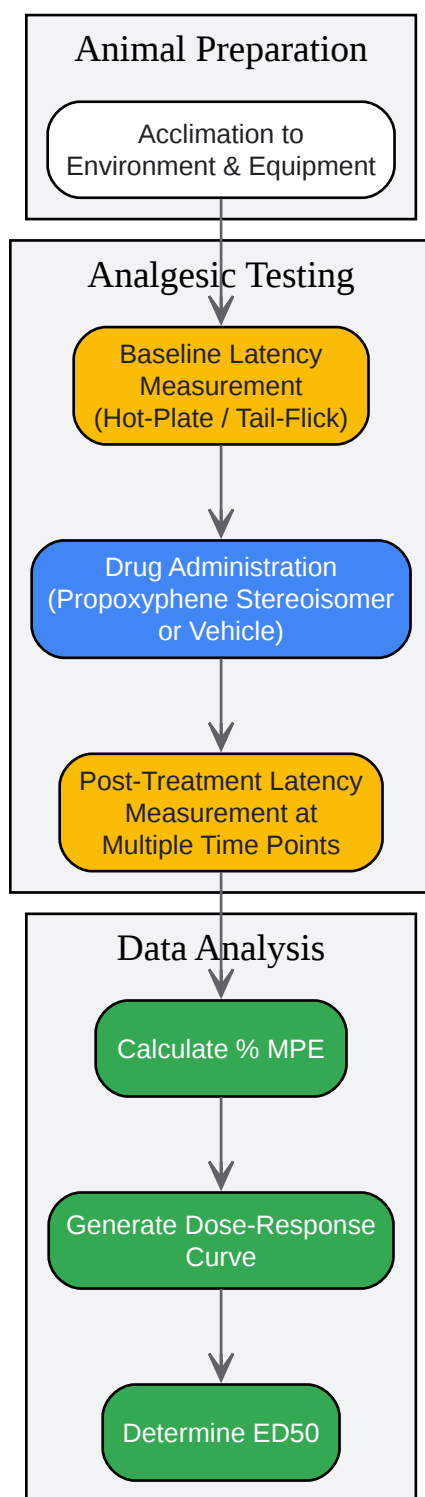 Animal Preparation
Acclimation to
Environment & Equipment
Analgesic Testing
Baseline Latency
Measurement
(Hot-Plate / Tail-Flick)
Drug Administration
(Propoxyphene Stereoisomer
or Vehicle)
Post-Treatment Latency
Measurement at
Multiple Time Points
Data Analysis
Calculate % MPE
Generate Dose-Response
Curve
Determine ED50